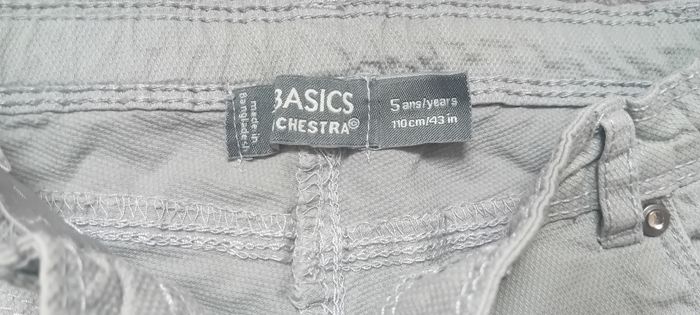 made in
Bangladesh
BASICS
CHESTRA©
5 ans/years
110cm/43 in